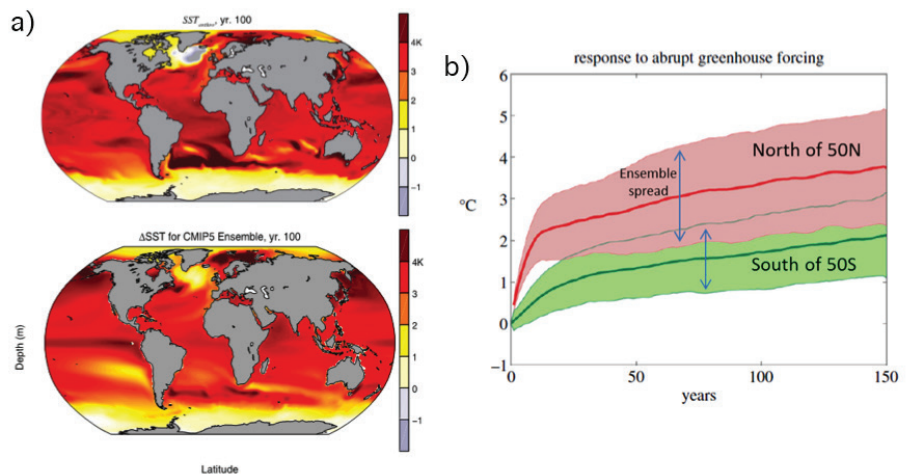 a)
SST , yr. 100
4K
3
2
1
0
−1
ΔSST for CMIP5 Ensemble, yr. 100
4K
3
2
1
0
−1
Depth (m)
Latitude
b)
response to abrupt greenhouse forcing
6
5
4
3
2
1
0
−1
°C
North of 50N
Ensemble
spread
South of 50S
0
50
100
150
years